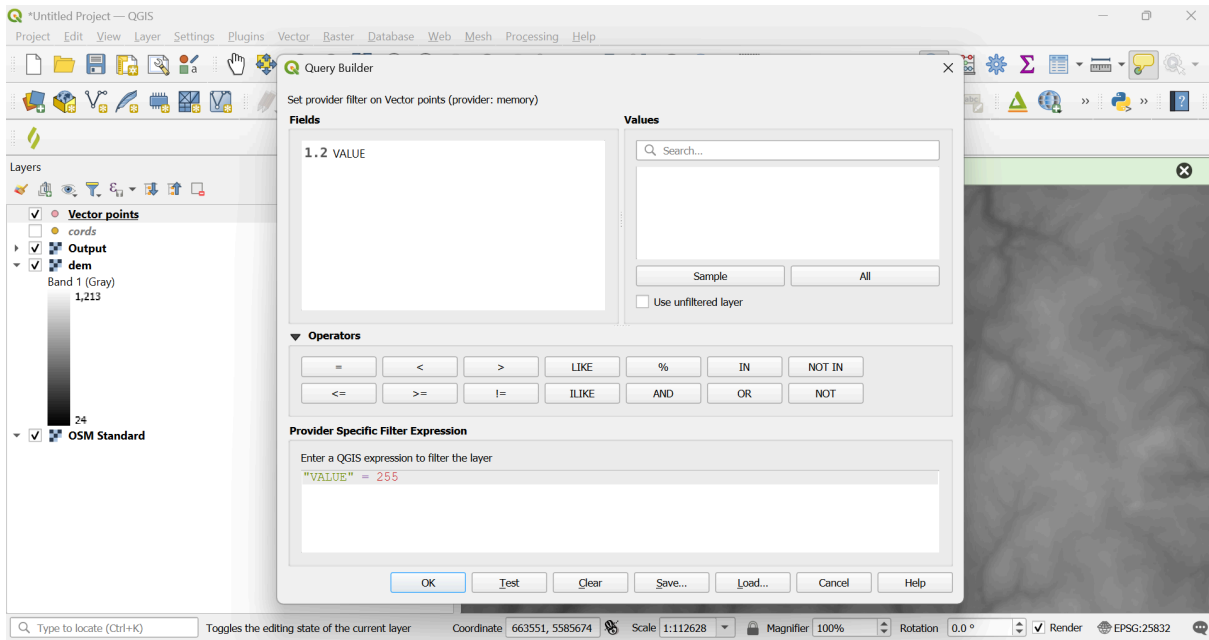 *Untitled Project — QGIS
Project Edit View Layer Settings Plugins Vector Raster Database Web Mesh Processing Help
Query Builder
Set provider filter on Vector points (provider: memory)
Fields
Values
1.2 VALUE
Search...
Sample
All
Use unfiltered layer
Operators
= < > LIKE % IN NOT IN
<= >= != ILIKE AND OR NOT
Provider Specific Filter Expression
Enter a QGIS expression to filter the layer
"VALUE" = 255
OK Test Clear Save... Load... Cancel Help
Layers
Vector points
cords
Output
dem
Band 1 (Gray)
1,213
24
OSM Standard
Type to locate (Ctrl+K) Toggles the editing state of the current layer Coordinate 663551, 5585674 Scale 1:112628 Magnifier 100% Rotation 0.0 ° Render EPSG:25832